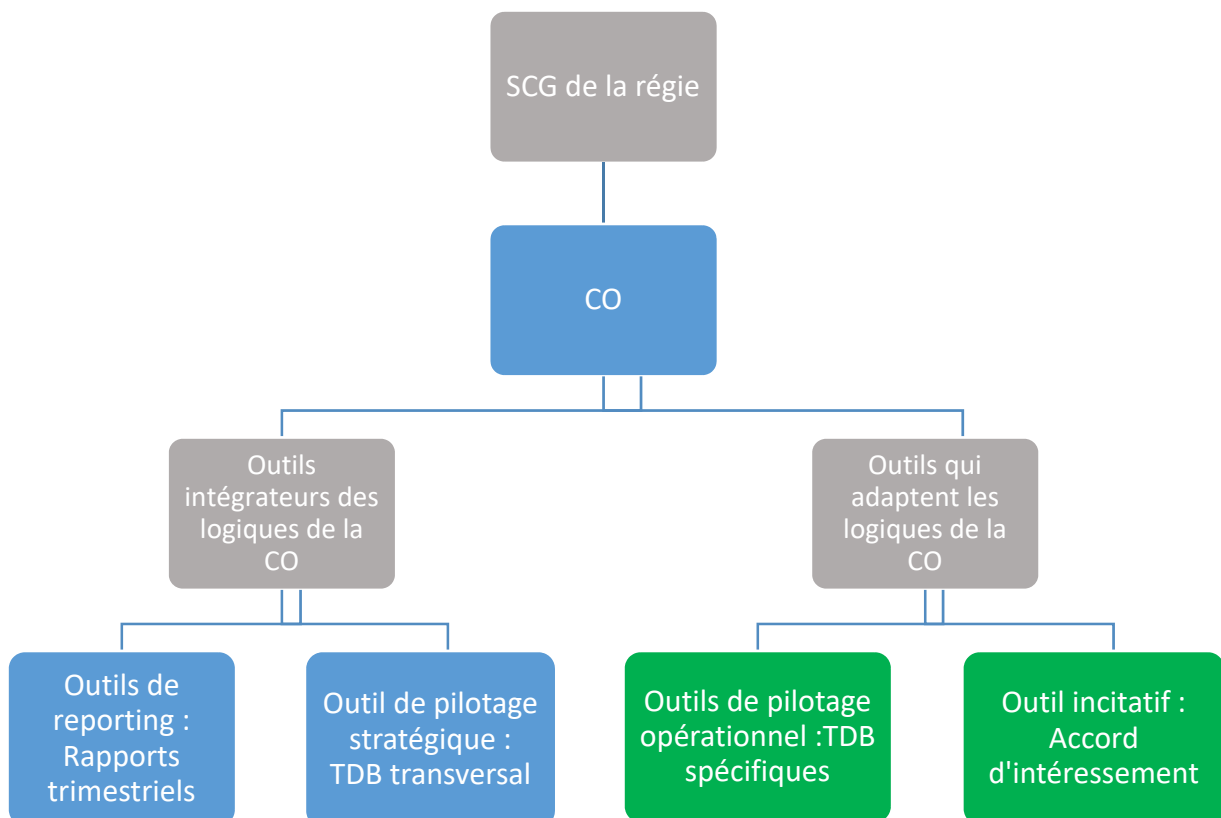 SCG de la régie
CO
Outils
intégrateurs des
logiques de la
CO
Outils qui
adaptent les
logiques de la
CO
Outils de
reporting :
Rapports
trimestriels
Outil de pilotage
stratégique :
TDB transversal
Outils de pilotage
opérationnel :TDB
spécifiques
Outil incitatif :
Accord
d'intéressement